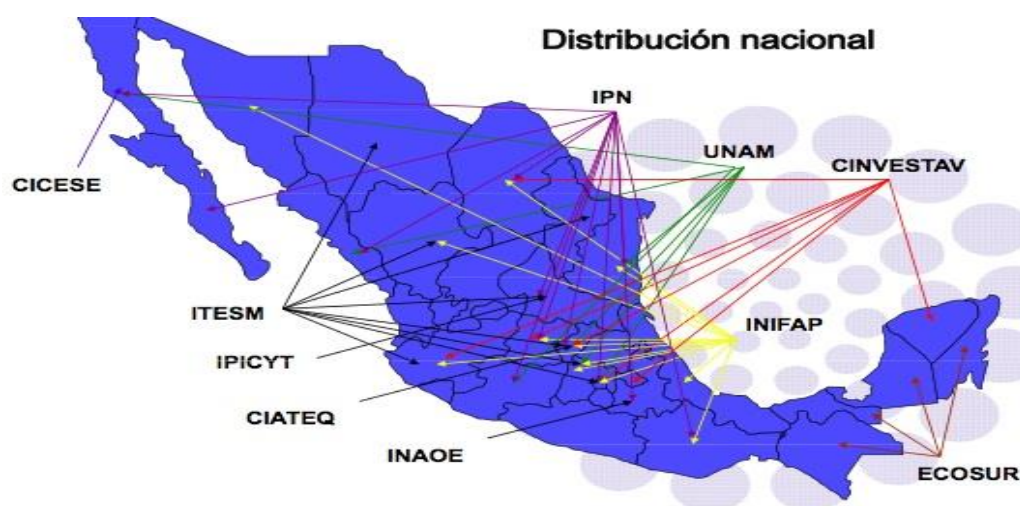 Distribución nacional
IPN
UNAM
CINVESTAV
CICESE
ITESM
INIFAP
IPICYT
CIATEQ
INAOE
ECOSUR